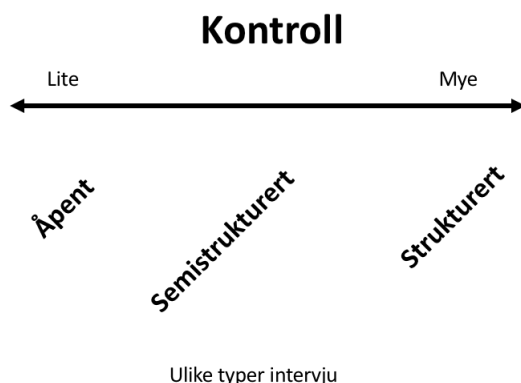 Kontroll
Lite Mye
Åpent Semistrukturert Strukturert
Ulike typer intervju